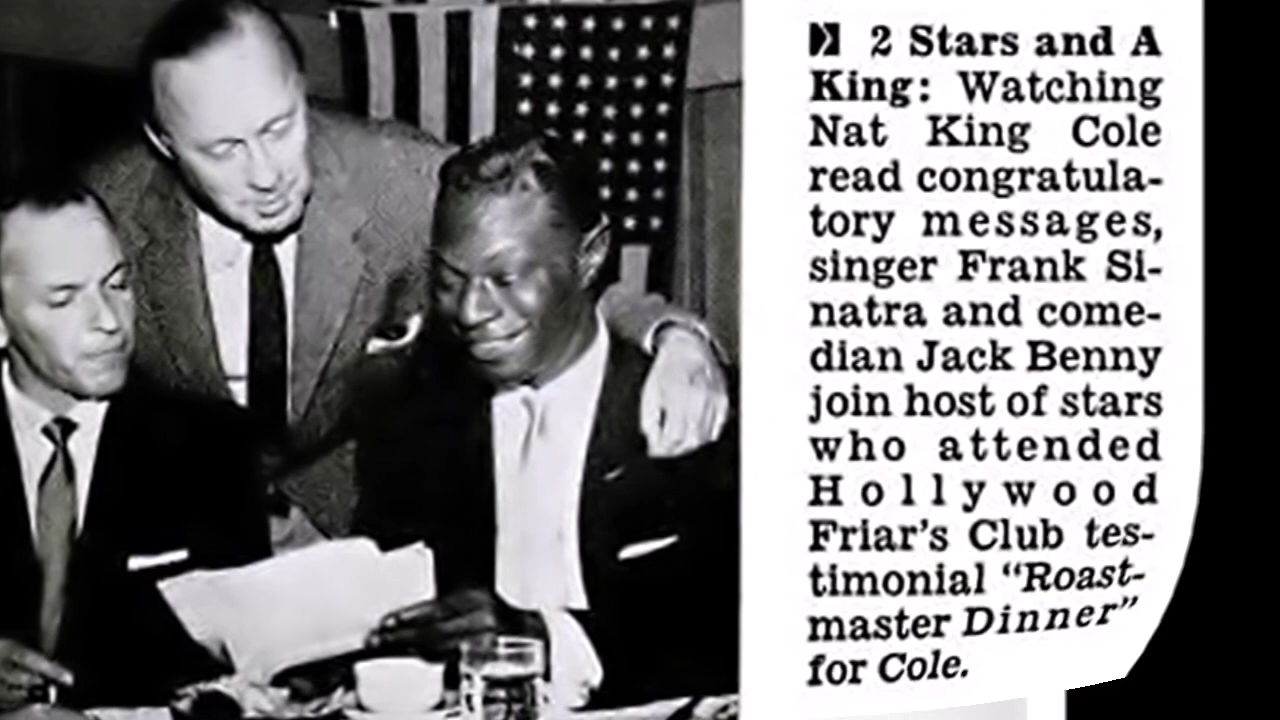 2 Stars and A
King: Watching
Nat King Cole
read congratula-
tory messages,
singer Frank Si-
natra and come-
dian Jack Benny
join host of stars
who attended
Hollywood
Friar's Club tes-
timonial "Roast-
master Dinner"
for Cole.